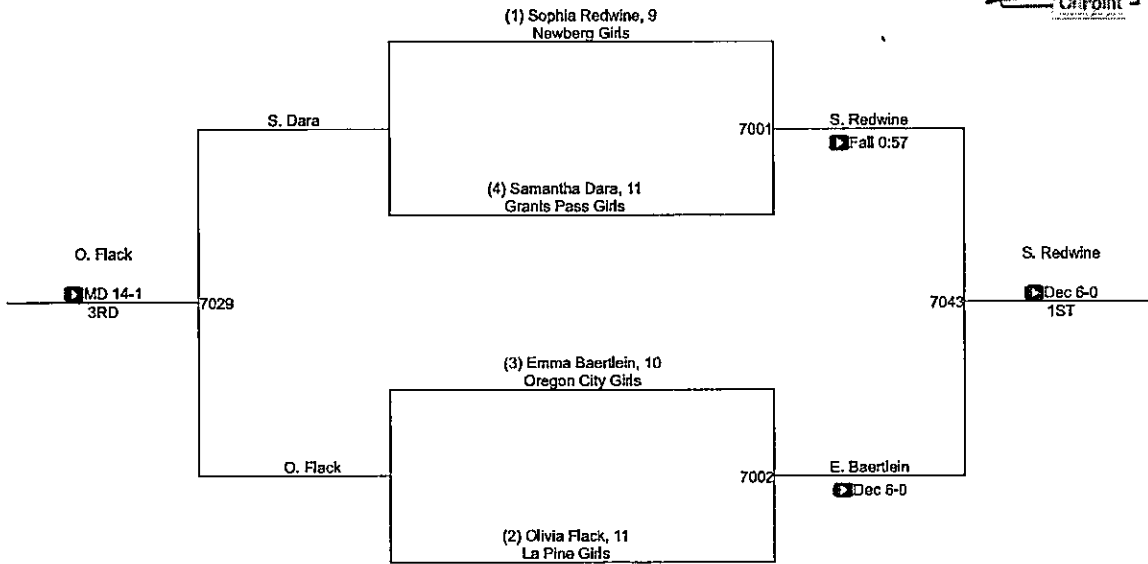 OnPoint
(1) Sophia Redwine, 9
Newberg Girls
S. Dara
7001
S. Redwine
Fall 0:57
(4) Samantha Dara, 11
Grants Pass Girls
O. Flack
MD 14-1
3RD
7029
S. Redwine
7043
Dec 6-0
1ST
(3) Emma Baertlein, 10
Oregon City Girls
O. Flack
7002
E. Baertlein
Dec 6-0
(2) Olivia Flack, 11
La Pine Girls